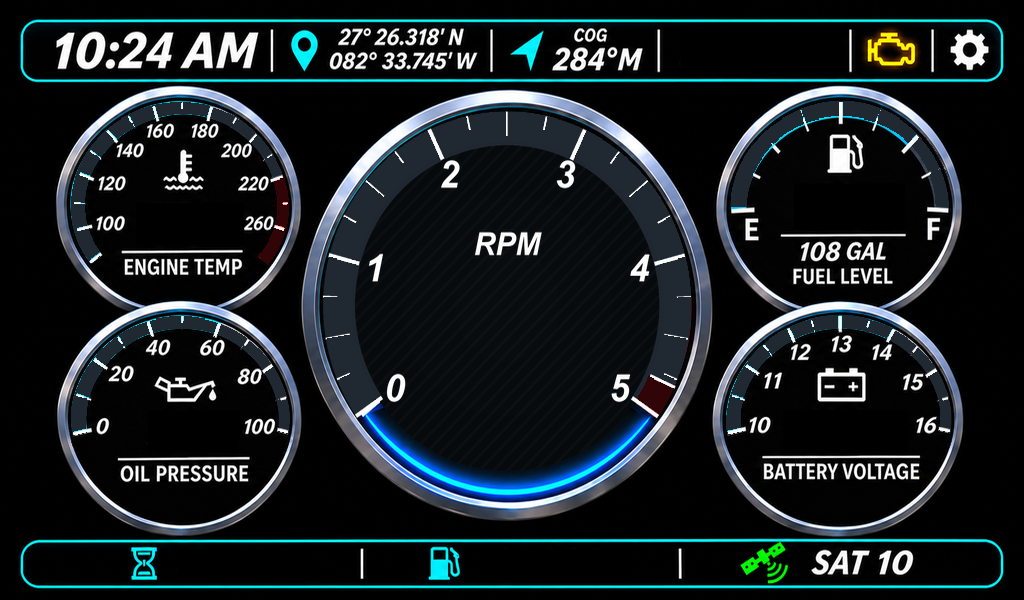 10:24 AM
27° 26.318' N
082° 33.745' W
COG
284°M
100
120
140
160
180
200
220
260
ENGINE TEMP
0
1
2
3
4
5
RPM
E
F
108 GAL
FUEL LEVEL
0
20
40
60
80
100
OIL PRESSURE
10
11
12
13
14
15
16
BATTERY VOLTAGE
SAT 10